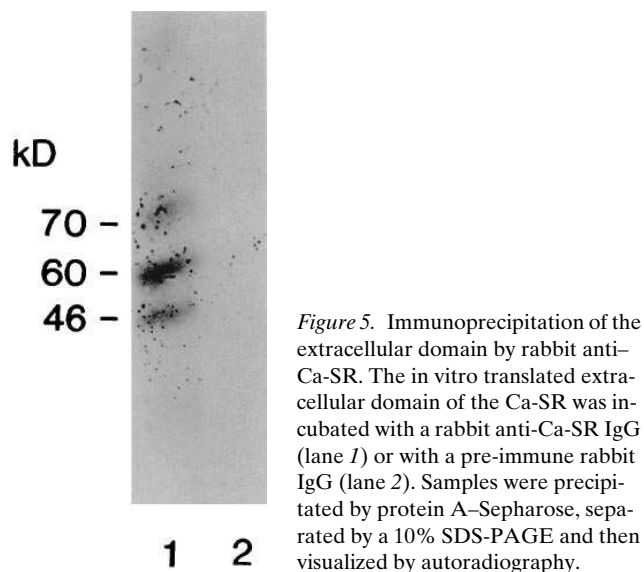 kD
70 –
60 –
46 –
1 2
Figure 5. Immunoprecipitation of the
extracellular domain by rabbit anti–
Ca-SR. The in vitro translated extra-
cellular domain of the Ca-SR was in-
cubated with a rabbit anti-Ca-SR IgG
(lane 1) or with a pre-immune rabbit
IgG (lane 2). Samples were precipi-
tated by protein A–Sepharose, sepa-
rated by a 10% SDS-PAGE and then
visualized by autoradiography.